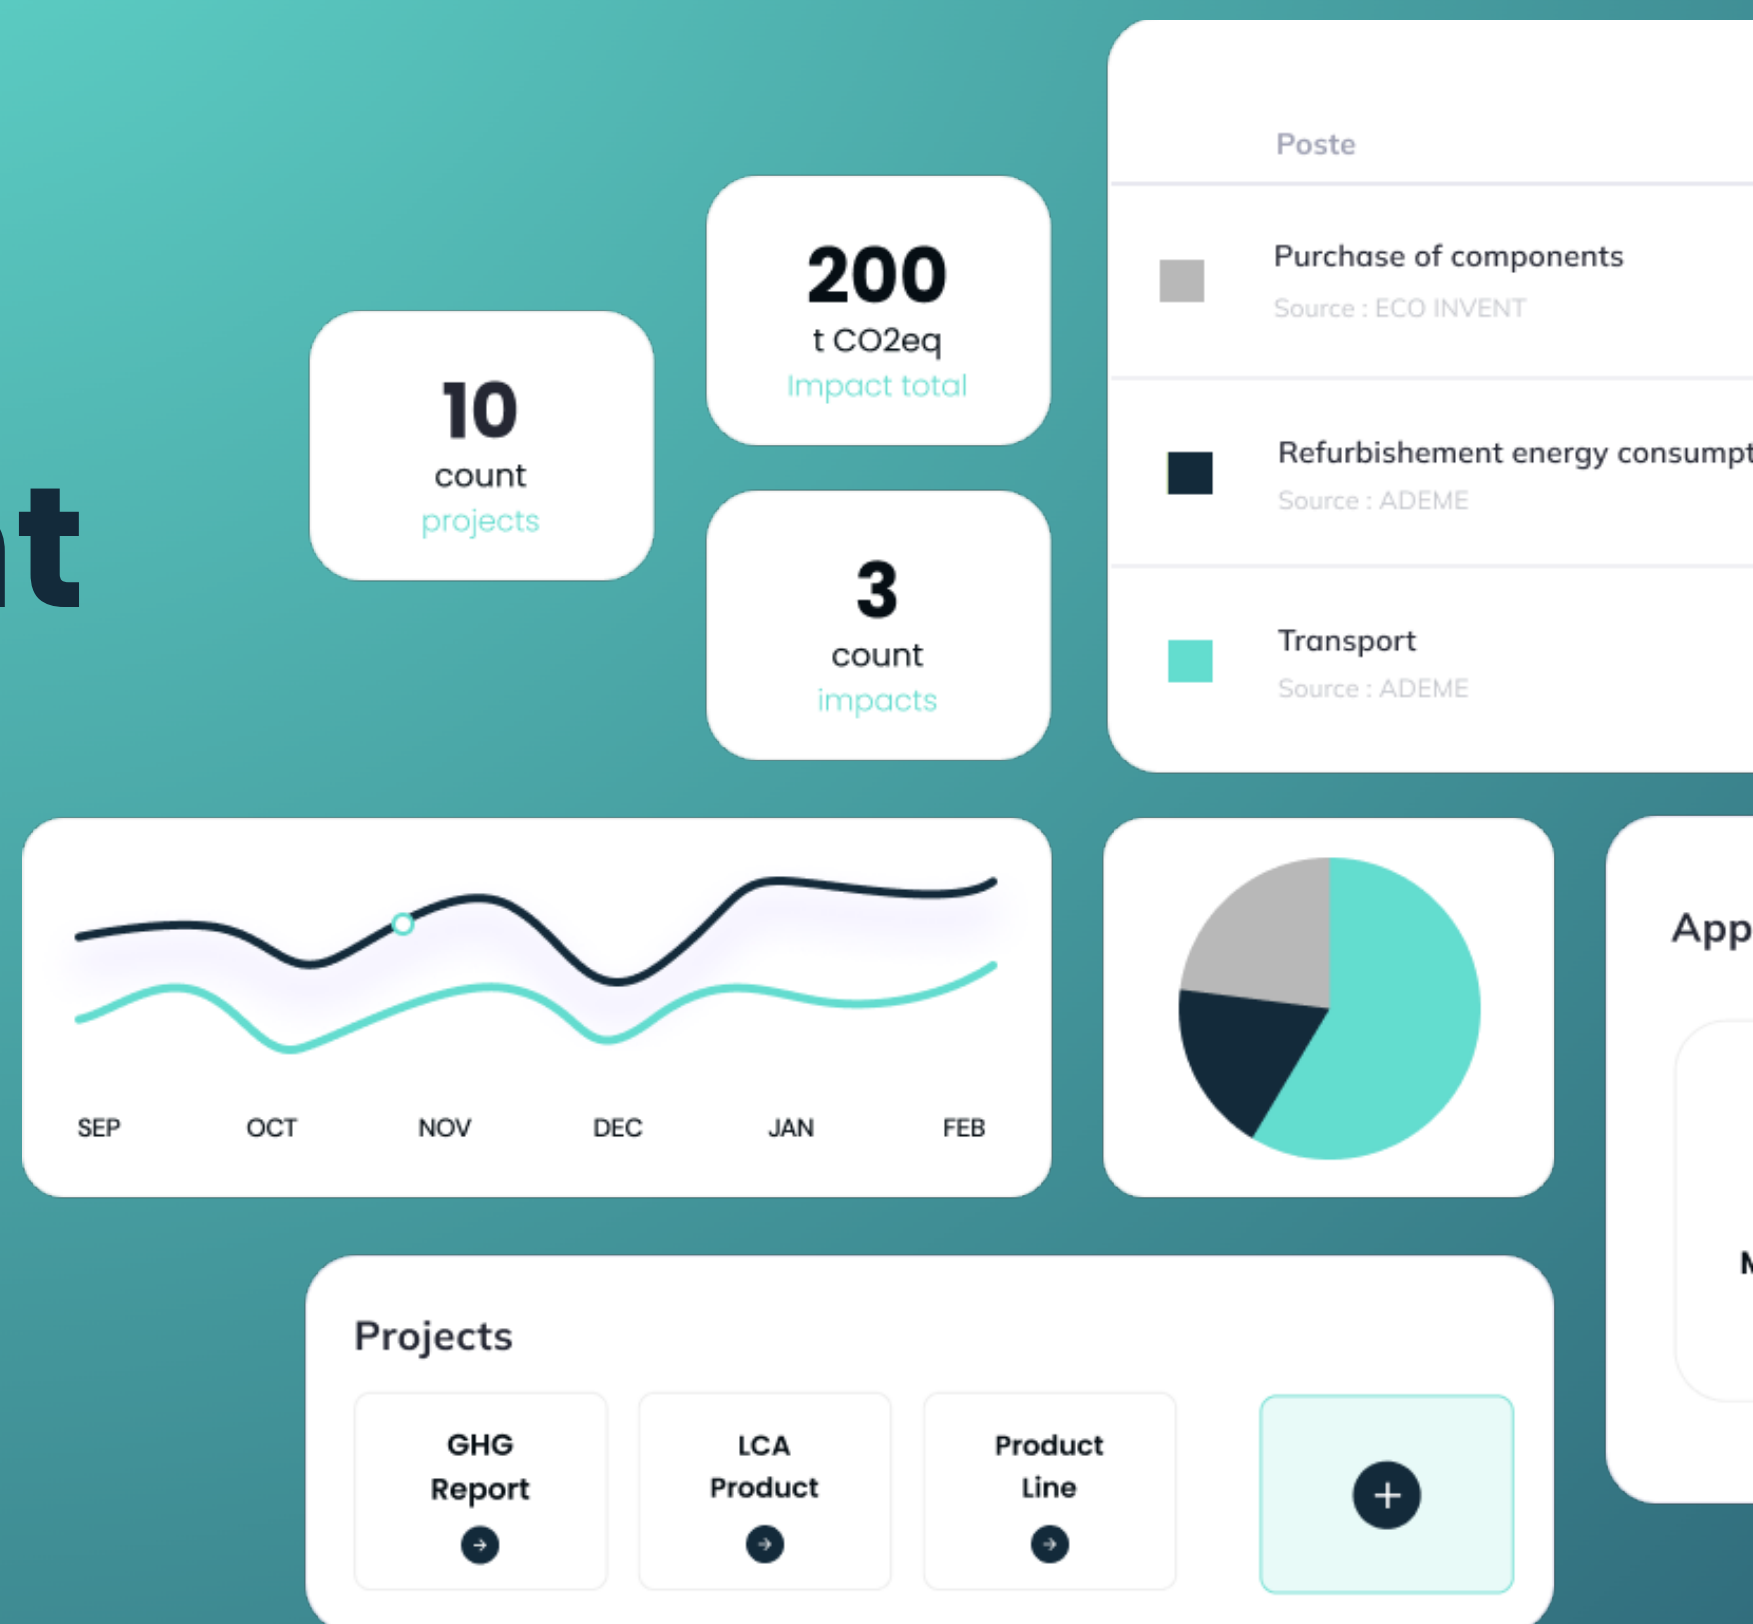 Poste
Purchase of components
Source : ECO INVENT
Refurbishement energy consumpt
Source : ADEME
Transport
Source : ADEME
200
t CO2eq
Impact total
10
count
projects
3
count
impacts
t
SEP OCT NOV DEC JAN FEB
App
M
Projects
GHG
Report
LCA
Product
Product
Line